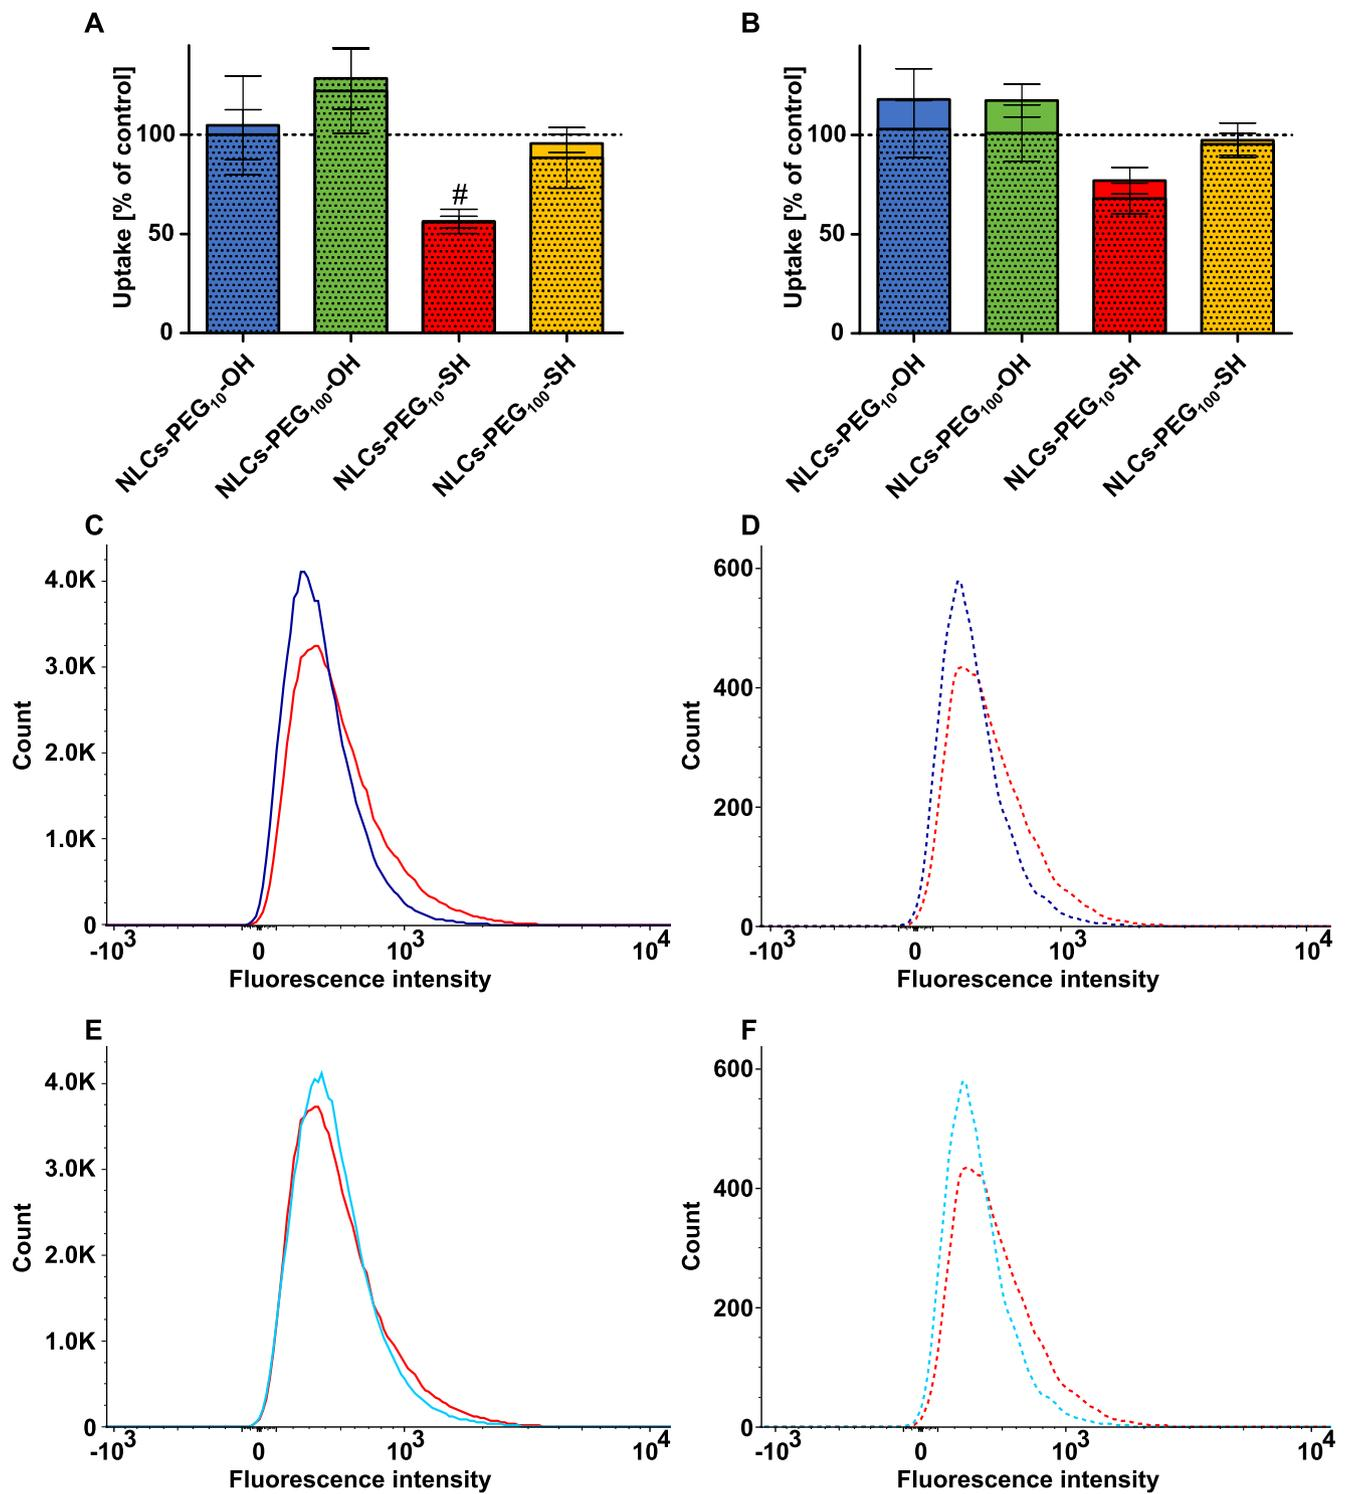 A
Uptake [% of control]
100
50
0
#
NLCs-PEG₁₀-OH
NLCs-PEG₁₀₀-OH
NLCs-PEG₁₀-SH
NLCs-PEG₁₀₀-SH
B
Uptake [% of control]
100
50
0
NLCs-PEG₁₀-OH
NLCs-PEG₁₀₀-OH
NLCs-PEG₁₀-SH
NLCs-PEG₁₀₀-SH
C
Count
4.0K
3.0K
2.0K
1.0K
0
-10³ 0 10³ 10⁴
Fluorescence intensity
D
Count
600
400
200
0
-10³ 0 10³ 10⁴
Fluorescence intensity
E
Count
4.0K
3.0K
2.0K
1.0K
0
-10³ 0 10³ 10⁴
Fluorescence intensity
F
Count
600
400
200
0
-10³ 0 10³ 10⁴
Fluorescence intensity